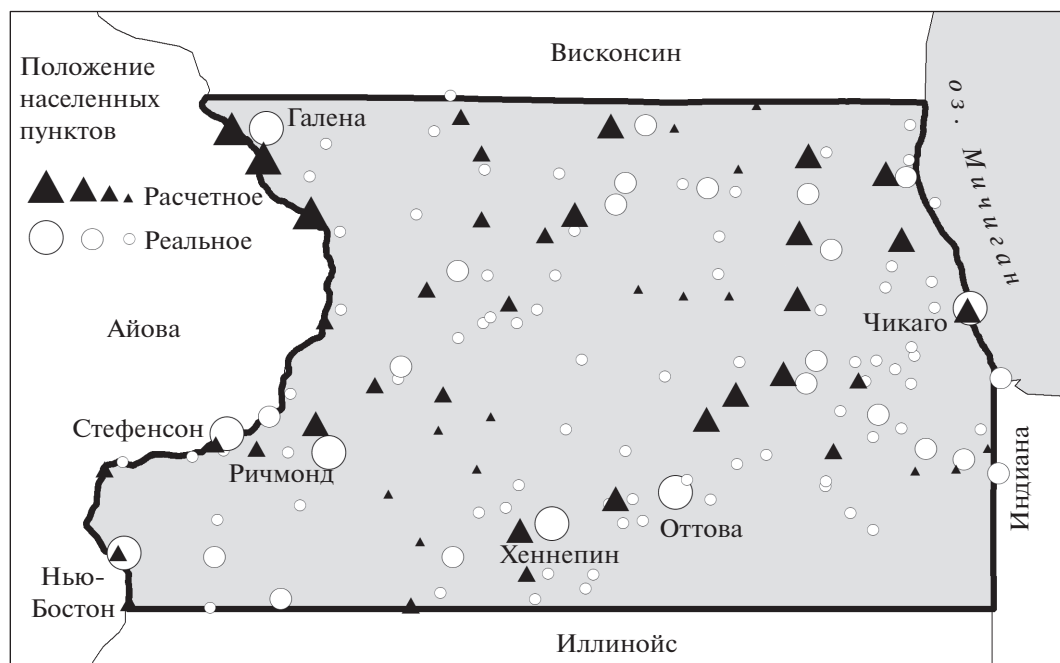 Положение
населенных
пунктов
Расчетное
Реальное
Висконсин
оз. Мичиган
Галена
Айова
Чикаго
Стефенсон
Ричмонд
Оттова
Хеннепин
Индиана
Нью-
Бостон
Иллинойс